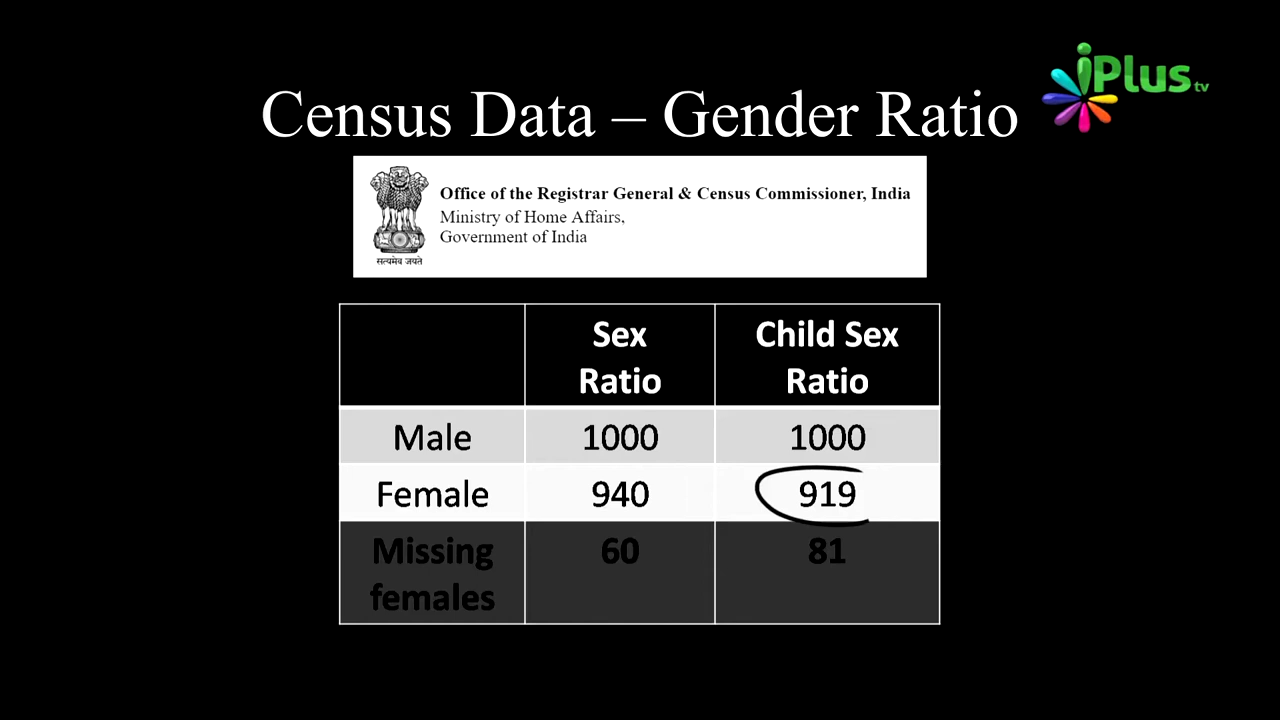 iPlus tv
Census Data – Gender Ratio
Office of the Registrar General & Census Commissioner, India
Ministry of Home Affairs,
Government of India
सत्यमेव जयते
Sex Ratio
Child Sex Ratio
Male 1000 1000
Female 940 919
Missing females 60 81